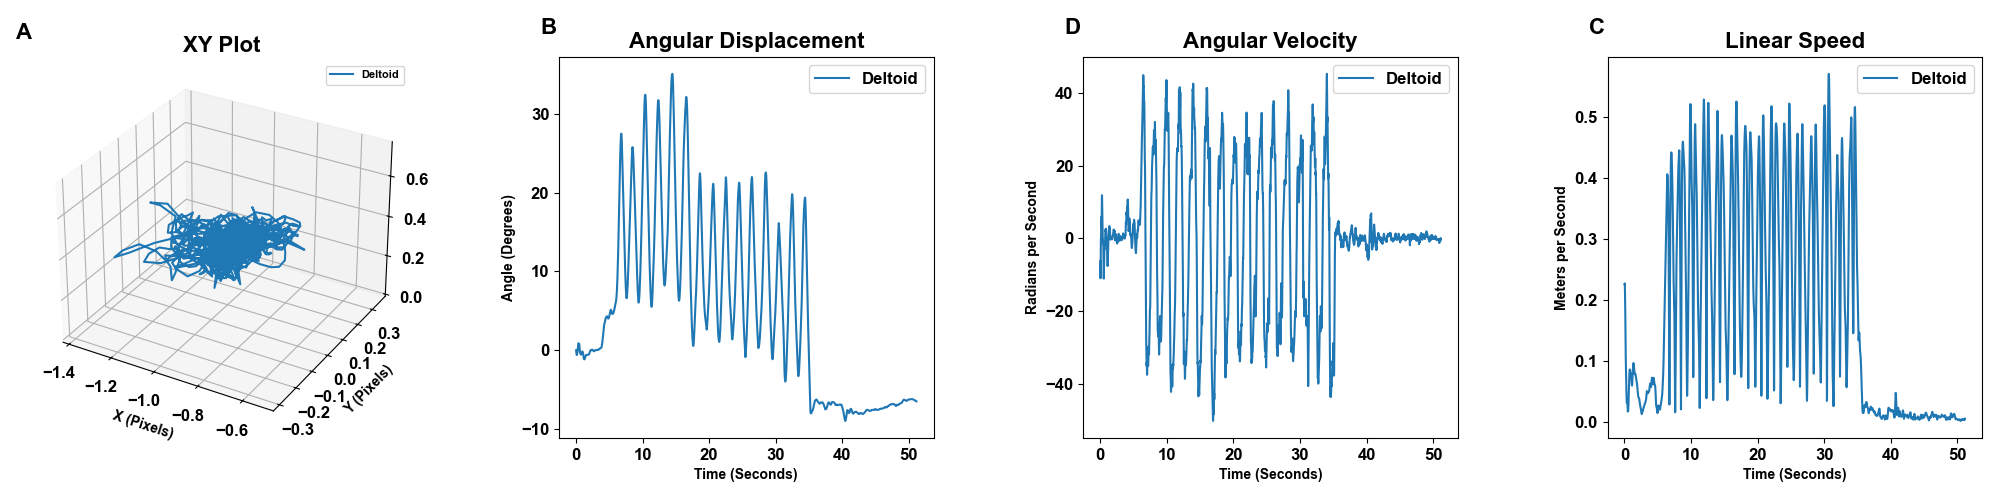 A
XY Plot
Deltoid
0.6
0.4
0.2
0.0
0.3
0.2
0.1
0.0
−0.1
−0.2
−0.3
Y (Pixels)
−1.4
−1.2
−1.0
−0.8
−0.6
X (Pixels)
B
Angular Displacement
Deltoid
30
20
10
0
−10
Angle (Degrees)
0 10 20 30 40 50
Time (Seconds)
D
Angular Velocity
Deltoid
40
20
0
−20
−40
Radians per Second
0 10 20 30 40 50
Time (Seconds)
C
Linear Speed
Deltoid
0.5
0.4
0.3
0.2
0.1
0.0
Meters per Second
0 10 20 30 40 50
Time (Seconds)